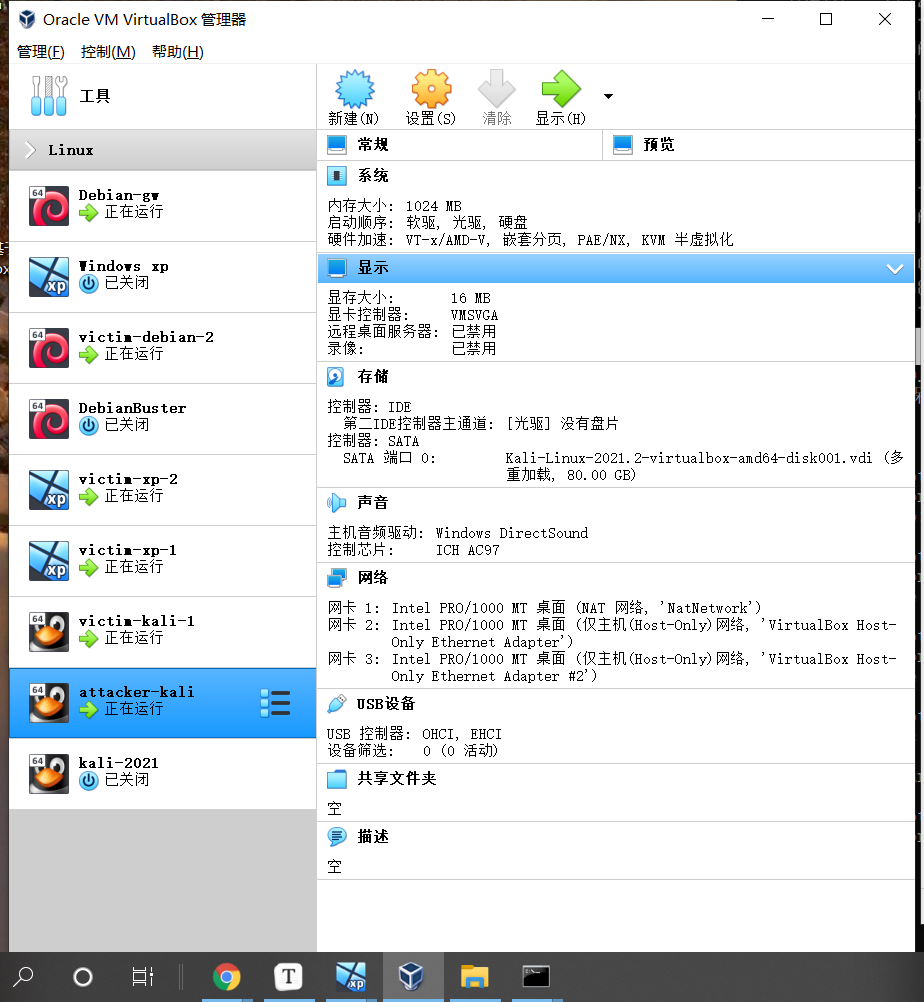 Oracle VM VirtualBox 管理器
管理(F) 控制(M) 帮助(H)
工具
新建(N) 设置(S) 清除 显示(H)
Linux
64
Debian-gw
正在运行
xp
Windows xp
已关闭
64
victim-debian-2
正在运行
64
DebianBuster
已关闭
xp
victim-xp-2
正在运行
xp
victim-xp-1
正在运行
64
victim-kali-1
正在运行
64
attacker-kali
正在运行
64
kali-2021
已关闭
常规
预览
系统
内存大小: 1024 MB
启动顺序: 软驱, 光驱, 硬盘
硬件加速: VT-x/AMD-V, 嵌套分页, PAE/NX, KVM 半虚拟化
显示
显存大小: 16 MB
显卡控制器: VMSVGA
远程桌面服务器: 已禁用
录像: 已禁用
存储
控制器: IDE
第二IDE控制器主通道: [光驱] 没有盘片
控制器: SATA
SATA 端口 0: Kali-Linux-2021.2-virtualbox-amd64-disk001.vdi (多
重加载, 80.00 GB)
声音
主机音频驱动: Windows DirectSound
控制芯片: ICH AC97
网络
网卡 1: Intel PRO/1000 MT 桌面 (NAT 网络, 'NatNetwork')
网卡 2: Intel PRO/1000 MT 桌面 (仅主机(Host-Only)网络, 'VirtualBox Host-
Only Ethernet Adapter')
网卡 3: Intel PRO/1000 MT 桌面 (仅主机(Host-Only)网络, 'VirtualBox Host-
Only Ethernet Adapter #2')
USB设备
USB 控制器: OHCI, EHCI
设备筛选: 0 (0 活动)
共享文件夹
空
描述
空
T
xp